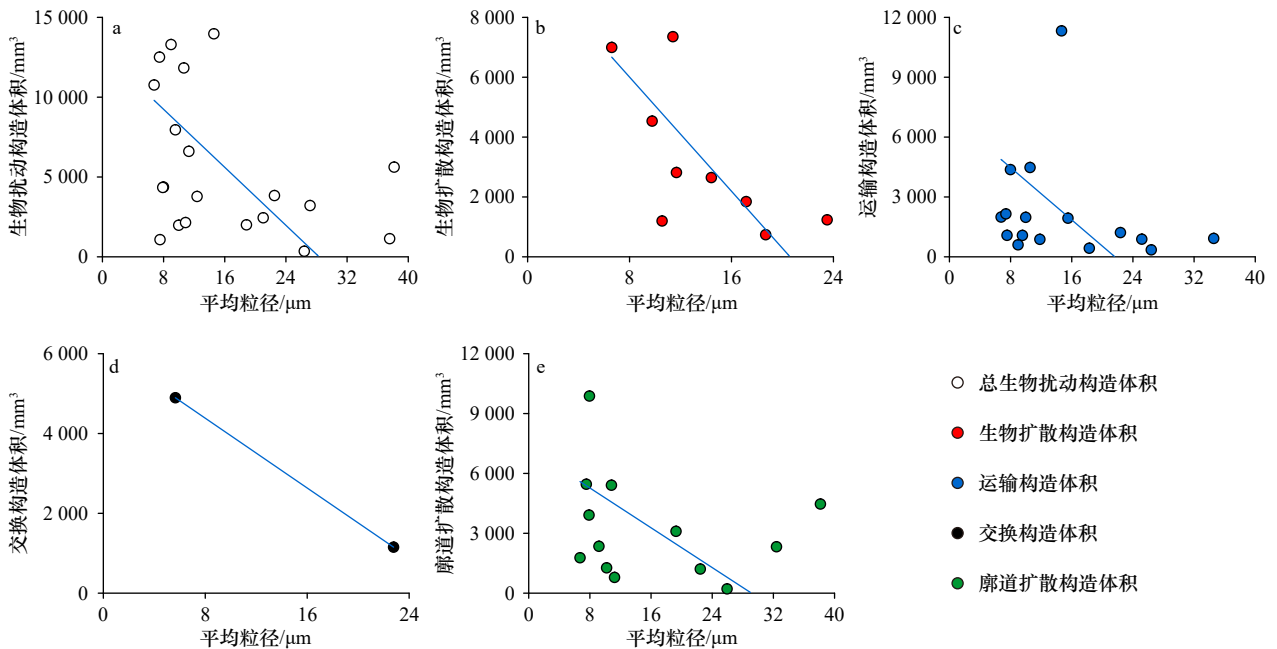 a
生物扰动构造体积/mm³
15 000
10 000
5 000
0
0 8 16 24 32 40
平均粒径/μm
b
生物扩散构造体积/mm³
8 000
6 000
4 000
2 000
0
0 8 16 24
平均粒径/μm
c
运输构造体积/mm³
12 000
9 000
6 000
3 000
0
0 8 16 24 32 40
平均粒径/μm
d
交换构造体积/mm³
6 000
4 000
2 000
0
0 8 16 24
平均粒径/μm
e
廓道扩散构造体积/mm³
12 000
9 000
6 000
3 000
0
0 8 16 24 32 40
平均粒径/μm
总生物扰动构造体积
生物扩散构造体积
运输构造体积
交换构造体积
廓道扩散构造体积